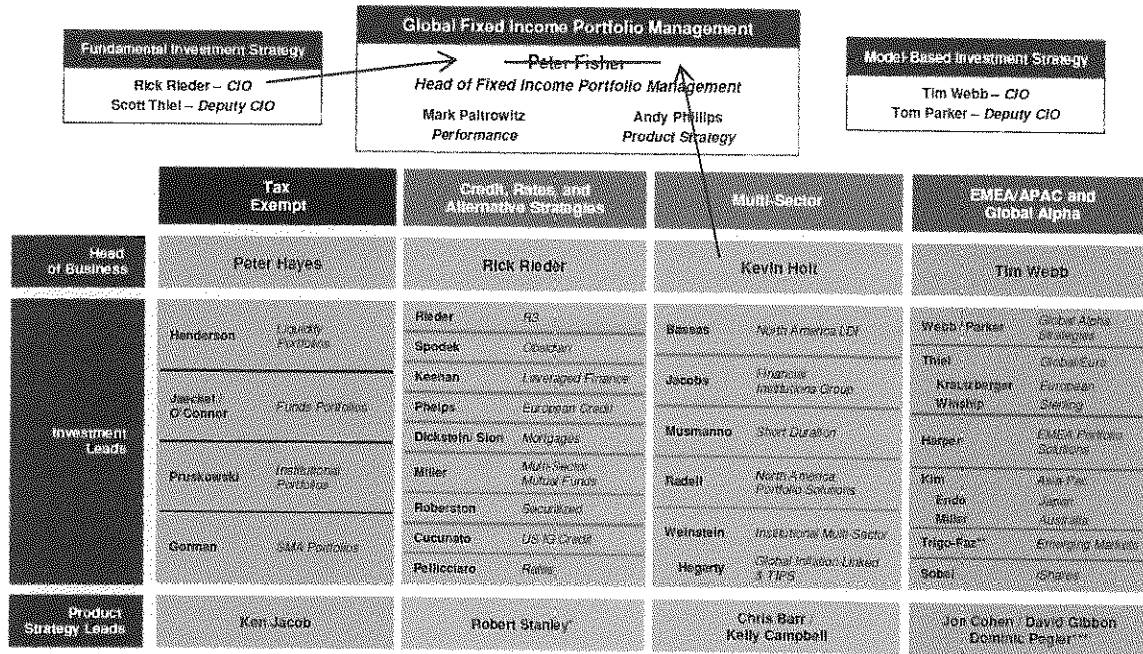 Fundamental Investment Strategy
Rick Rieder – CIO
Scott Thiel – Deputy CIO
Global Fixed Income Portfolio Management
Peter Fisher
Head of Fixed Income Portfolio Management
Mark Paltrowitz
Performance
Andy Phillips
Product Strategy
Model-Based Investment Strategy
Tim Webb – CIO
Tom Parker – Deputy CIO
Tax
Exempt
Credit, Rates, and
Alternative Strategies
Multi-Sector
EMEA/APAC and
Global Alpha
Head
of Business
Peter Hayes
Rick Rieder
Kevin Holt
Tim Webb
Investment
Leads
Henderson
Liquidity
Portfolios
Jaeckel /
O'Connor
Funds Portfolios
Pruskowski
Institutional
Portfolios
Gorman
SMA Portfolios
Rieder
R3
Spodek
Obsidian
Keenan
Leveraged Finance
Phelps
European Credit
Dickstein/ Sion
Mortgages
Miller
Multi-Sector
Mutual Funds
Roberston
Securitized
Cucunato
US IG Credit
Pellicciaro
Rates
Bassas
North America LDI
Jacobs
Financial
Institutions Group
Musmanno
Short Duration
Radell
North America
Portfolio Solutions
Weinstein
Institutional Multi-Sector
Hegarty
Global Inflation Linked
& TIPS
Webb / Parker
Global Alpha
Strategies
Thiel
Global/Euro
Krautzberger
European
Winship
Sterling
Harper
EMEA Portfolio
Solutions
Kim
Asia Pac
Endo
Japan
Australia
Trigo-Paz**
Emerging Markets
Sobel
iShares
Product
Strategy Leads
Ken Jacob
Robert Stanley*
Chris Barr /
Kelly Campbell
Jon Cohen / David Gibbon
Dominic Pegler***